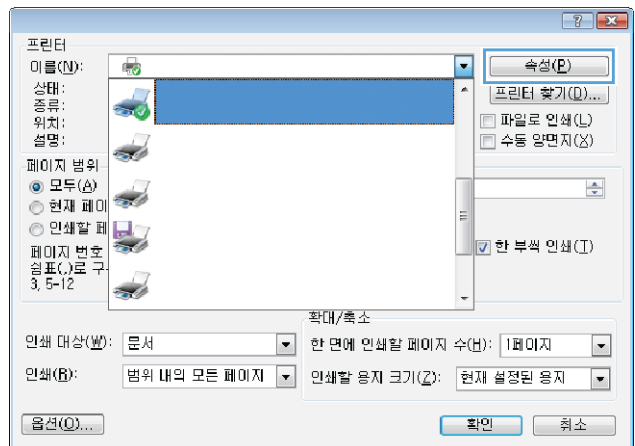 프린터
이름(N):
속성(P)
상태:
종류:
위치:
설명:
프린터 찾기(D)...
파일로 인쇄(L)
수동 양면지(X)
페이지 범위
모두(A)
현재 페이
인쇄할 페
페이지 번호
쉼표(,)로 구
3, 5-12
한 부씩 인쇄(T)
인쇄 대상(W): 문서
인쇄(R): 범위 내의 모든 페이지
확대/축소
한 면에 인쇄할 페이지 수(H): 1페이지
인쇄할 용지 크기(Z): 현재 설정된 용지
옵션(O)...
확인
취소